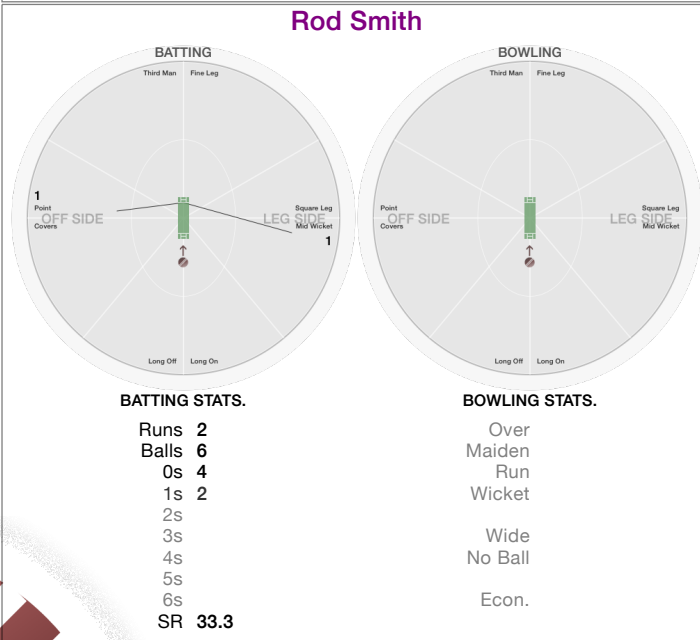 Rod Smith
BATTING
Third Man Fine Leg
1
Point
OFF SIDE
Covers
Square Leg
LEG SIDE
Mid Wicket
1
Long Off Long On
BOWLING
Third Man Fine Leg
Point
OFF SIDE
Covers
Square Leg
LEG SIDE
Mid Wicket
Long Off Long On
BATTING STATS.
Runs 2
Balls 6
0s 4
1s 2
2s
3s
4s
5s
6s
SR 33.3
BOWLING STATS.
Over
Maiden
Run
Wicket
Wide
No Ball
Econ.